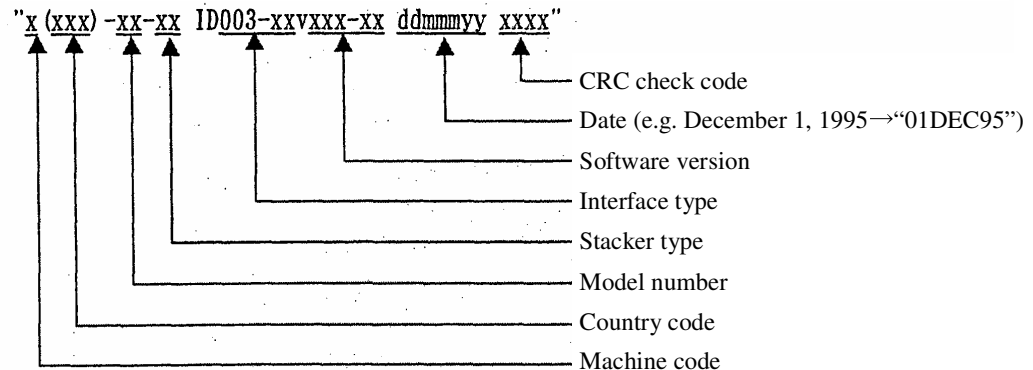 "x(xxx)-xx-xx ID003-xxvxxx-xx ddmmmyy xxxx"
CRC check code
Date (e.g. December 1, 1995→“01DEC95”)
Software version
Interface type
Stacker type
Model number
Country code
Machine code